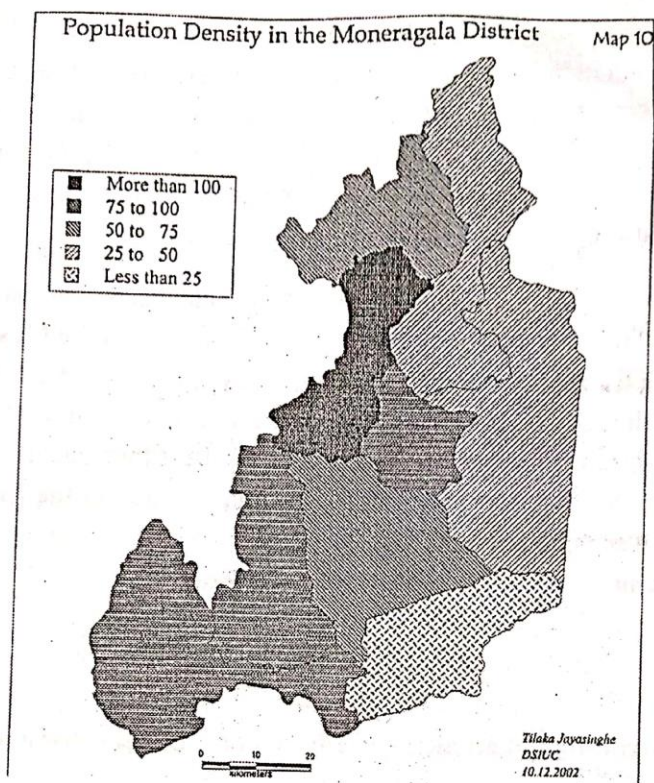 Population Density in the Moneragala District
Map 10
More than 100
75 to 100
50 to 75
25 to 50
Less than 25
0 10 20
kilometers
Tilaka Jayasinghe
DSIUC
10.12.2002